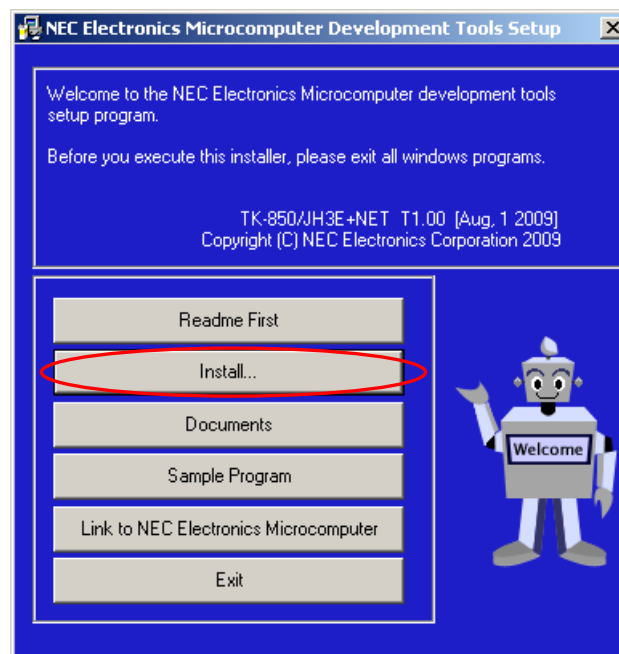 NEC Electronics Microcomputer Development Tools Setup
Welcome to the NEC Electronics Microcomputer development tools
setup program.
Before you execute this installer, please exit all windows programs.
TK-850/JH3E+NET T1.00 [Aug, 1 2009]
Copyright (C) NEC Electronics Corporation 2009
Readme First
Install...
Documents
Sample Program
Link to NEC Electronics Microcomputer
Exit
Welcome